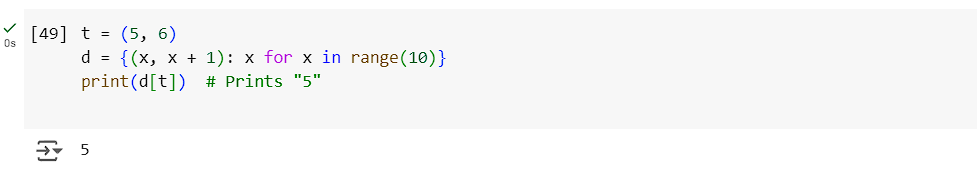 [49] t = (5, 6)
0s
d = {(x, x + 1): x for x in range(10)}
print(d[t])  # Prints "5"
5